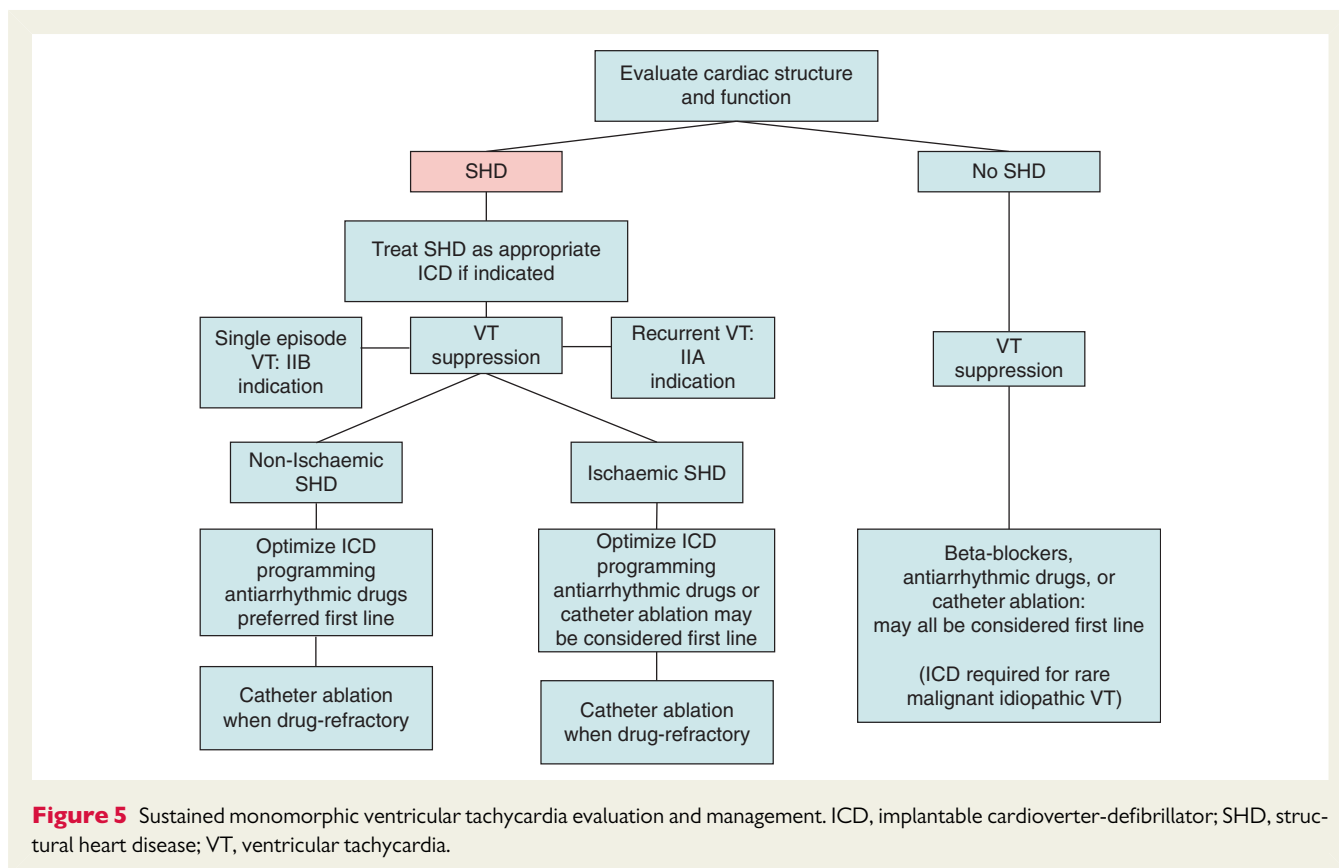 Evaluate cardiac structure
and function
SHD
No SHD
Treat SHD as appropriate
ICD if indicated
Single episode
VT: IIB
indication
VT
suppression
Recurrent VT:
IIA
indication
VT
suppression
Non-Ischaemic
SHD
Ischaemic SHD
Optimize ICD
programming
antiarrhythmic drugs
preferred first line
Optimize ICD
programming
antiarrhythmic drugs or
catheter ablation may
be considered first line
Beta-blockers,
antiarrhythmic drugs, or
catheter ablation:
may all be considered first line
(ICD required for rare
malignant idiopathic VT)
Catheter ablation
when drug-refractory
Catheter ablation
when drug-refractory
Figure 5 Sustained monomorphic ventricular tachycardia evaluation and management. ICD, implantable cardioverter-defibrillator; SHD, struc-
tural heart disease; VT, ventricular tachycardia.